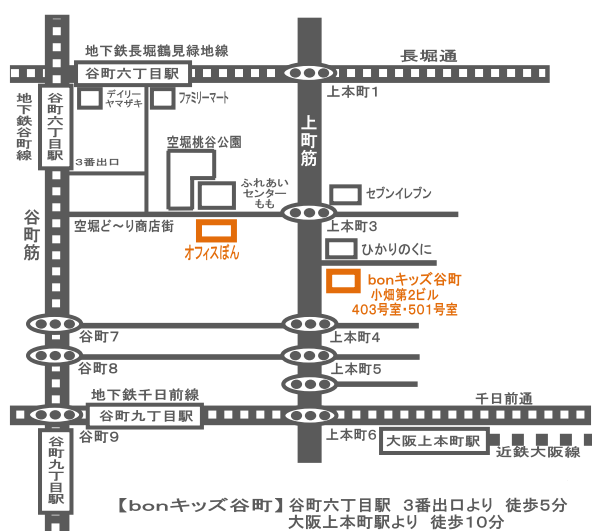 地下鉄長堀鶴見緑地線
長堀通
谷町六丁目駅
上本町1
地下鉄谷町線
谷町六丁目駅
デイリー
ヤマザキ
ファミリーマート
上町筋
空堀桃谷公園
3番出口
ふれあい
センター
もも
セブンイレブン
谷町筋
空堀ど〜り商店街
上本町3
オフィスぼん
ひかりのくに
bonキッズ谷町
小畑第2ビル
403号室・501号室
谷町7
上本町4
谷町8
上本町5
地下鉄千日前線
千日前通
谷町九丁目駅
谷町9
上本町6
大阪上本町駅
近鉄大阪線
谷町九丁目駅
【bonキッズ谷町】谷町六丁目駅 3番出口より 徒歩5分
大阪上本町駅より 徒歩10分